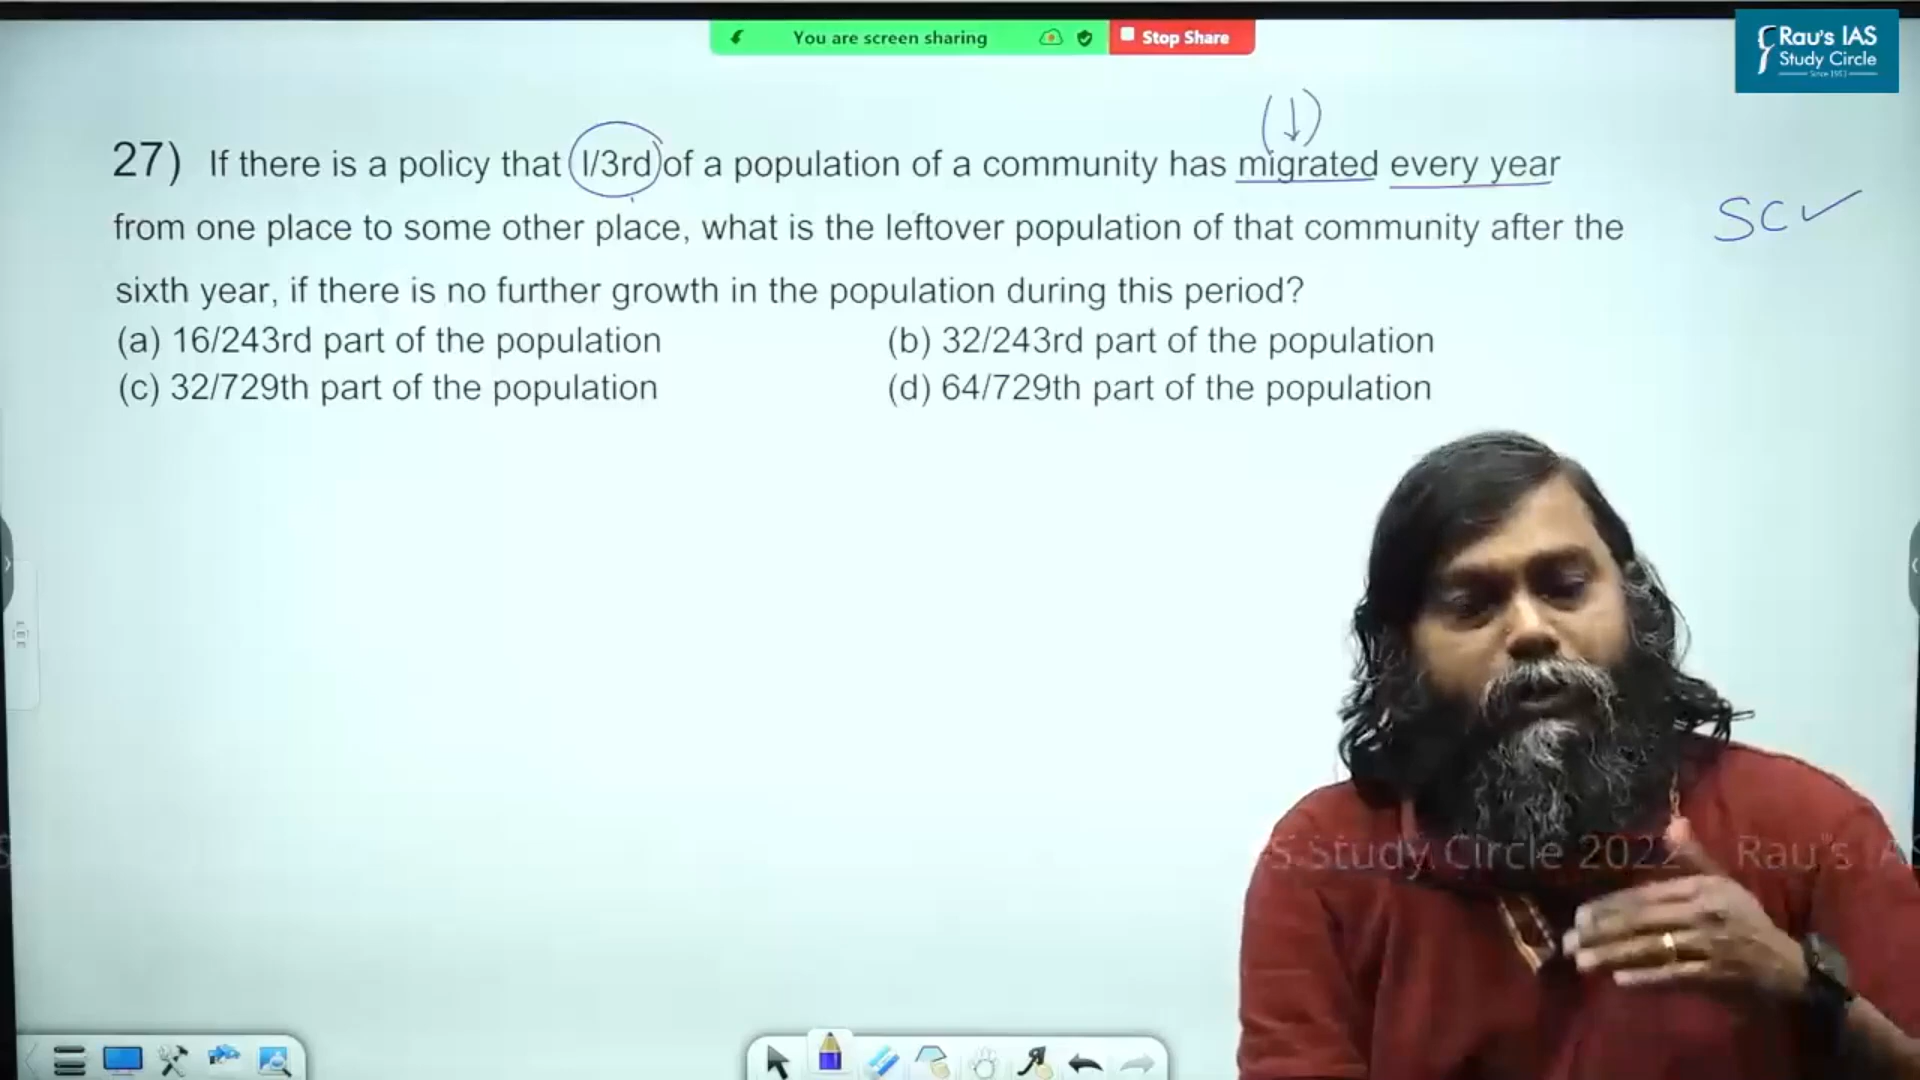 You are screen sharing
Stop Share
Rau's IAS
Study Circle
Since 1953
(↓)
27) If there is a policy that I/3rd of a population of a community has migrated every year
from one place to some other place, what is the leftover population of that community after the
SC✓
sixth year, if there is no further growth in the population during this period?
(a) 16/243rd part of the population
(b) 32/243rd part of the population
(c) 32/729th part of the population
(d) 64/729th part of the population
S Study Circle 2022 Rau's IAS